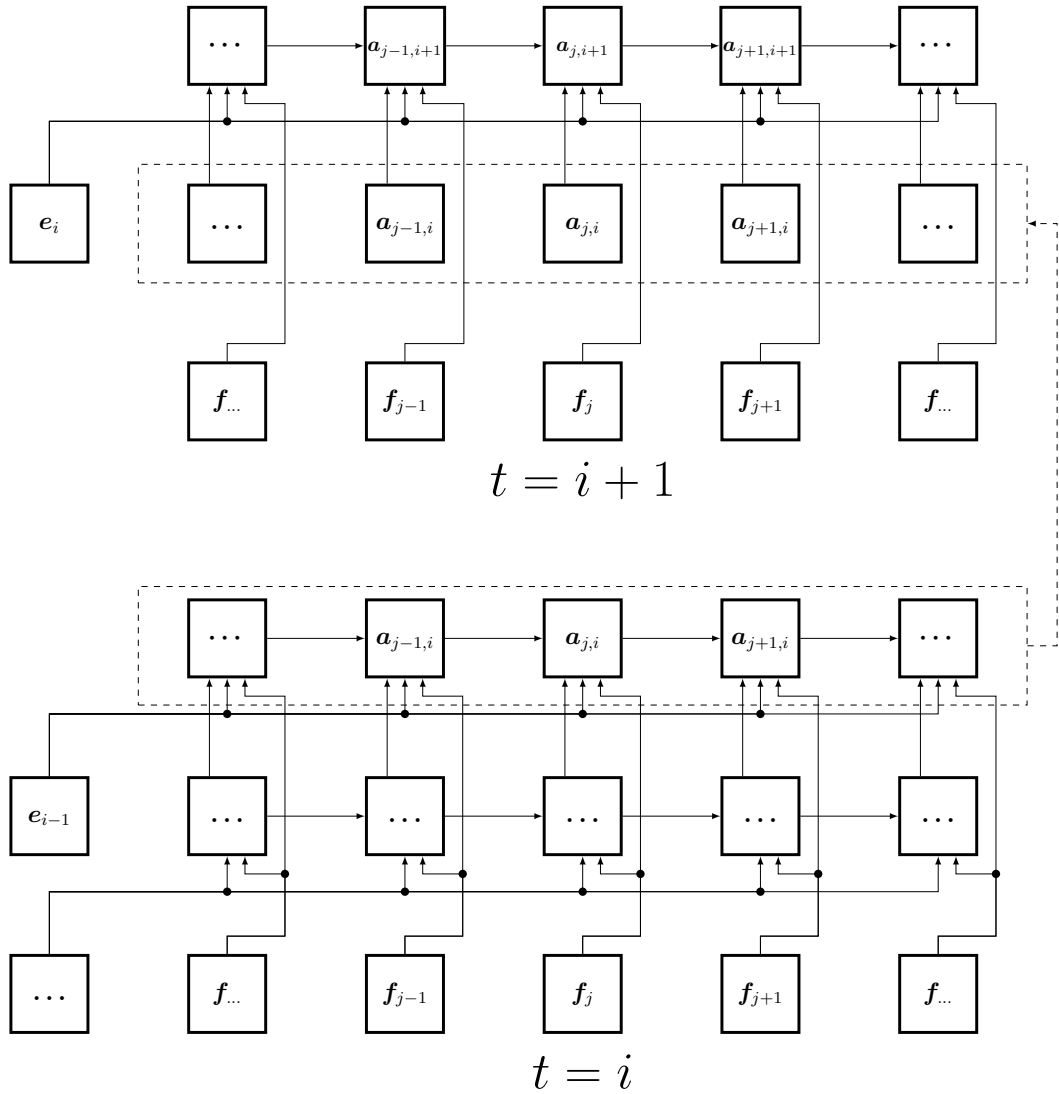 ... a_{j−1,i+1} a_{j,i+1} a_{j+1,i+1} ...
e_i ... a_{j−1,i} a_{j,i} a_{j+1,i} ...
f_{...} f_{j−1} f_j f_{j+1} f_{...}
t = i + 1
... a_{j−1,i} a_{j,i} a_{j+1,i} ...
e_{i−1} ... ... ... ... ...
... f_{...} f_{j−1} f_j f_{j+1} f_{...}
t = i